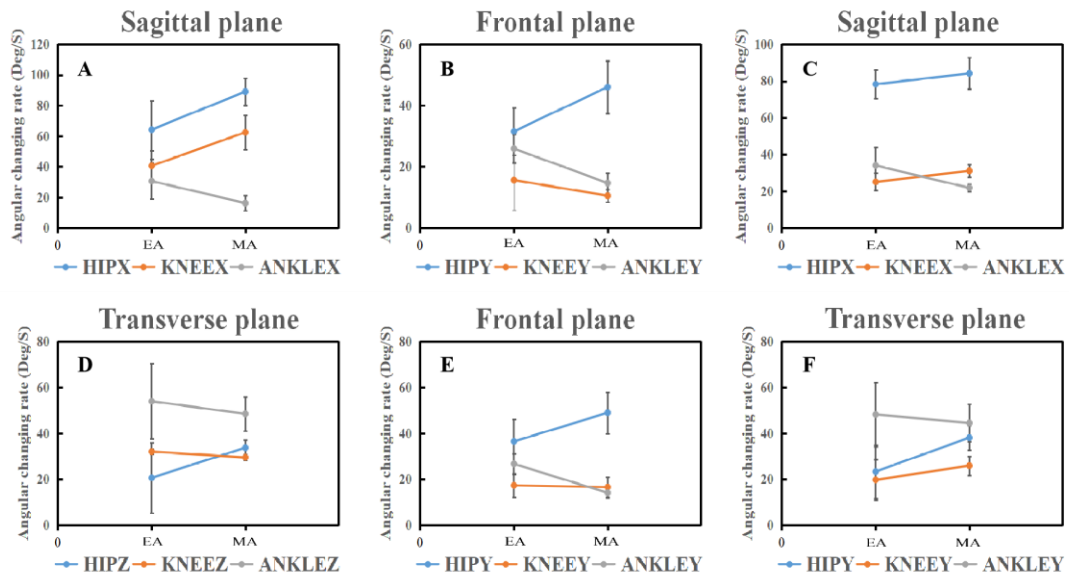 Sagittal plane
Angular changing rate (Deg/S)
120
100
80
60
40
20
0
A
0
EA
MA
HIPX KNEEX ANKLEX
Frontal plane
Angular changing rate (Deg/S)
60
40
20
0
B
0
EA
MA
HIPY KNEEY ANKLEY
Sagittal plane
Angular changing rate (Deg/S)
100
80
60
40
20
0
C
0
EA
MA
HIPX KNEEX ANKLEX
Transverse plane
Angular changing rate (Deg/S)
80
60
40
20
0
D
0
EA
MA
HIPZ KNEEZ ANKLEZ
Frontal plane
Angular changing rate (Deg/S)
80
60
40
20
0
E
0
EA
MA
HIPY KNEEY ANKLEY
Transverse plane
Angular changing rate (Deg/S)
80
60
40
20
0
F
0
EA
MA
HIPY KNEEY ANKLEY